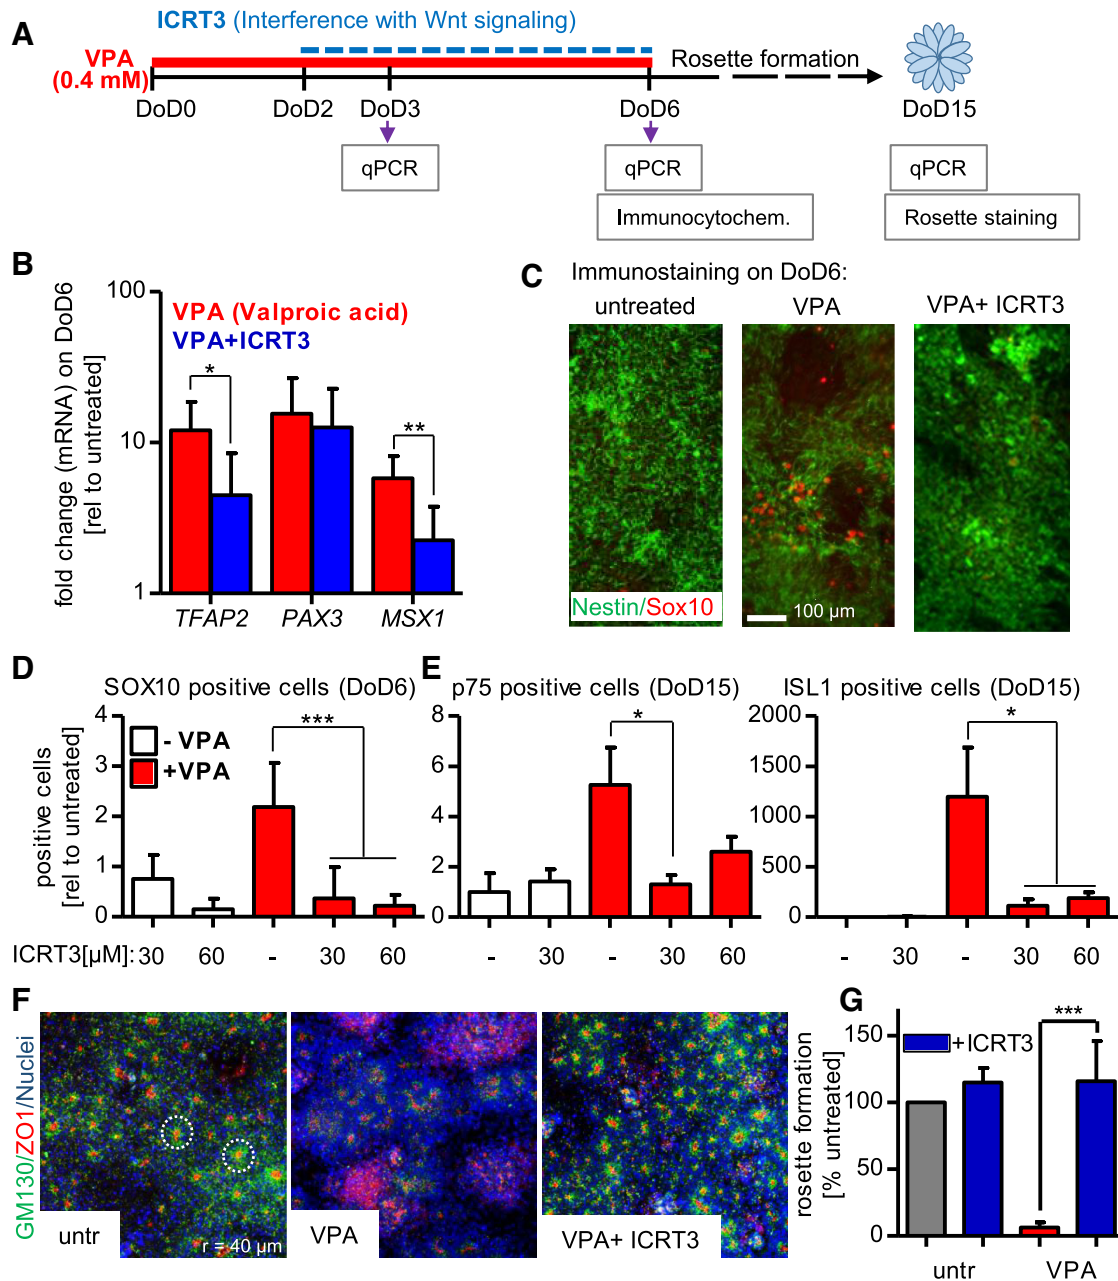 A
ICRT3 (Interference with Wnt signaling)
VPA
(0.4 mM)
Rosette formation
DoD0 DoD2 DoD3 DoD6 DoD15
qPCR qPCR qPCR
Immunocytochem. Rosette staining
B
fold change (mRNA) on DoD6
[rel to untreated]
100
10
1
VPA (Valproic acid)
VPA+ICRT3
* **
TFAP2 PAX3 MSX1
C
Immunostaining on DoD6:
untreated VPA VPA+ ICRT3
Nestin/Sox10
100 µm
D
SOX10 positive cells (DoD6)
positive cells
[rel to untreated]
4
3
2
1
0
- VPA
+VPA
***
ICRT3[µM]: 30 60 - 30 60
E
p75 positive cells (DoD15)
8
6
4
2
0
*
- 30 - 30 60
ISL1 positive cells (DoD15)
2000
1500
1000
500
0
*
- 30 - 30 60
F
GM130/ZO1/Nuclei
untr
r = 40 µm
VPA
VPA+ ICRT3
G
rosette formation
[% untreated]
150
100
50
0
+ICRT3
***
untr VPA